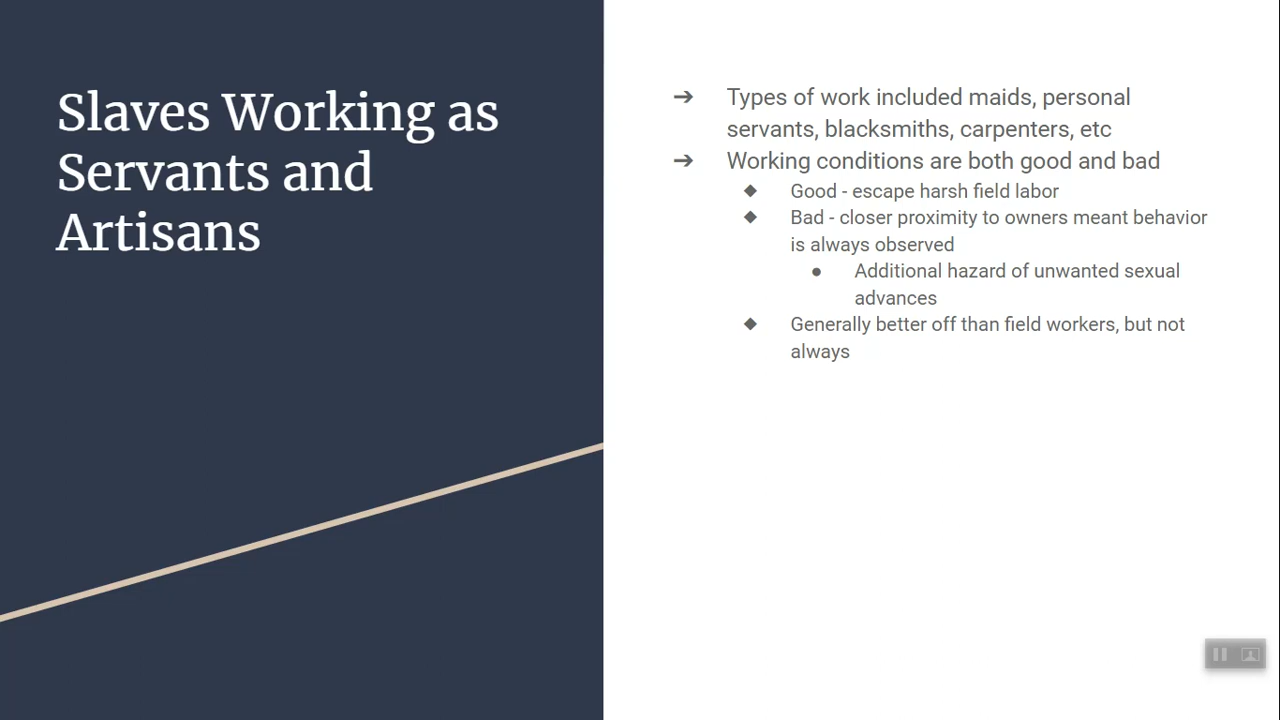 Slaves Working as
Servants and
Artisans
➔ Types of work included maids, personal
servants, blacksmiths, carpenters, etc
➔ Working conditions are both good and bad
◆ Good - escape harsh field labor
◆ Bad - closer proximity to owners meant behavior
is always observed
● Additional hazard of unwanted sexual
advances
◆ Generally better off than field workers, but not
always